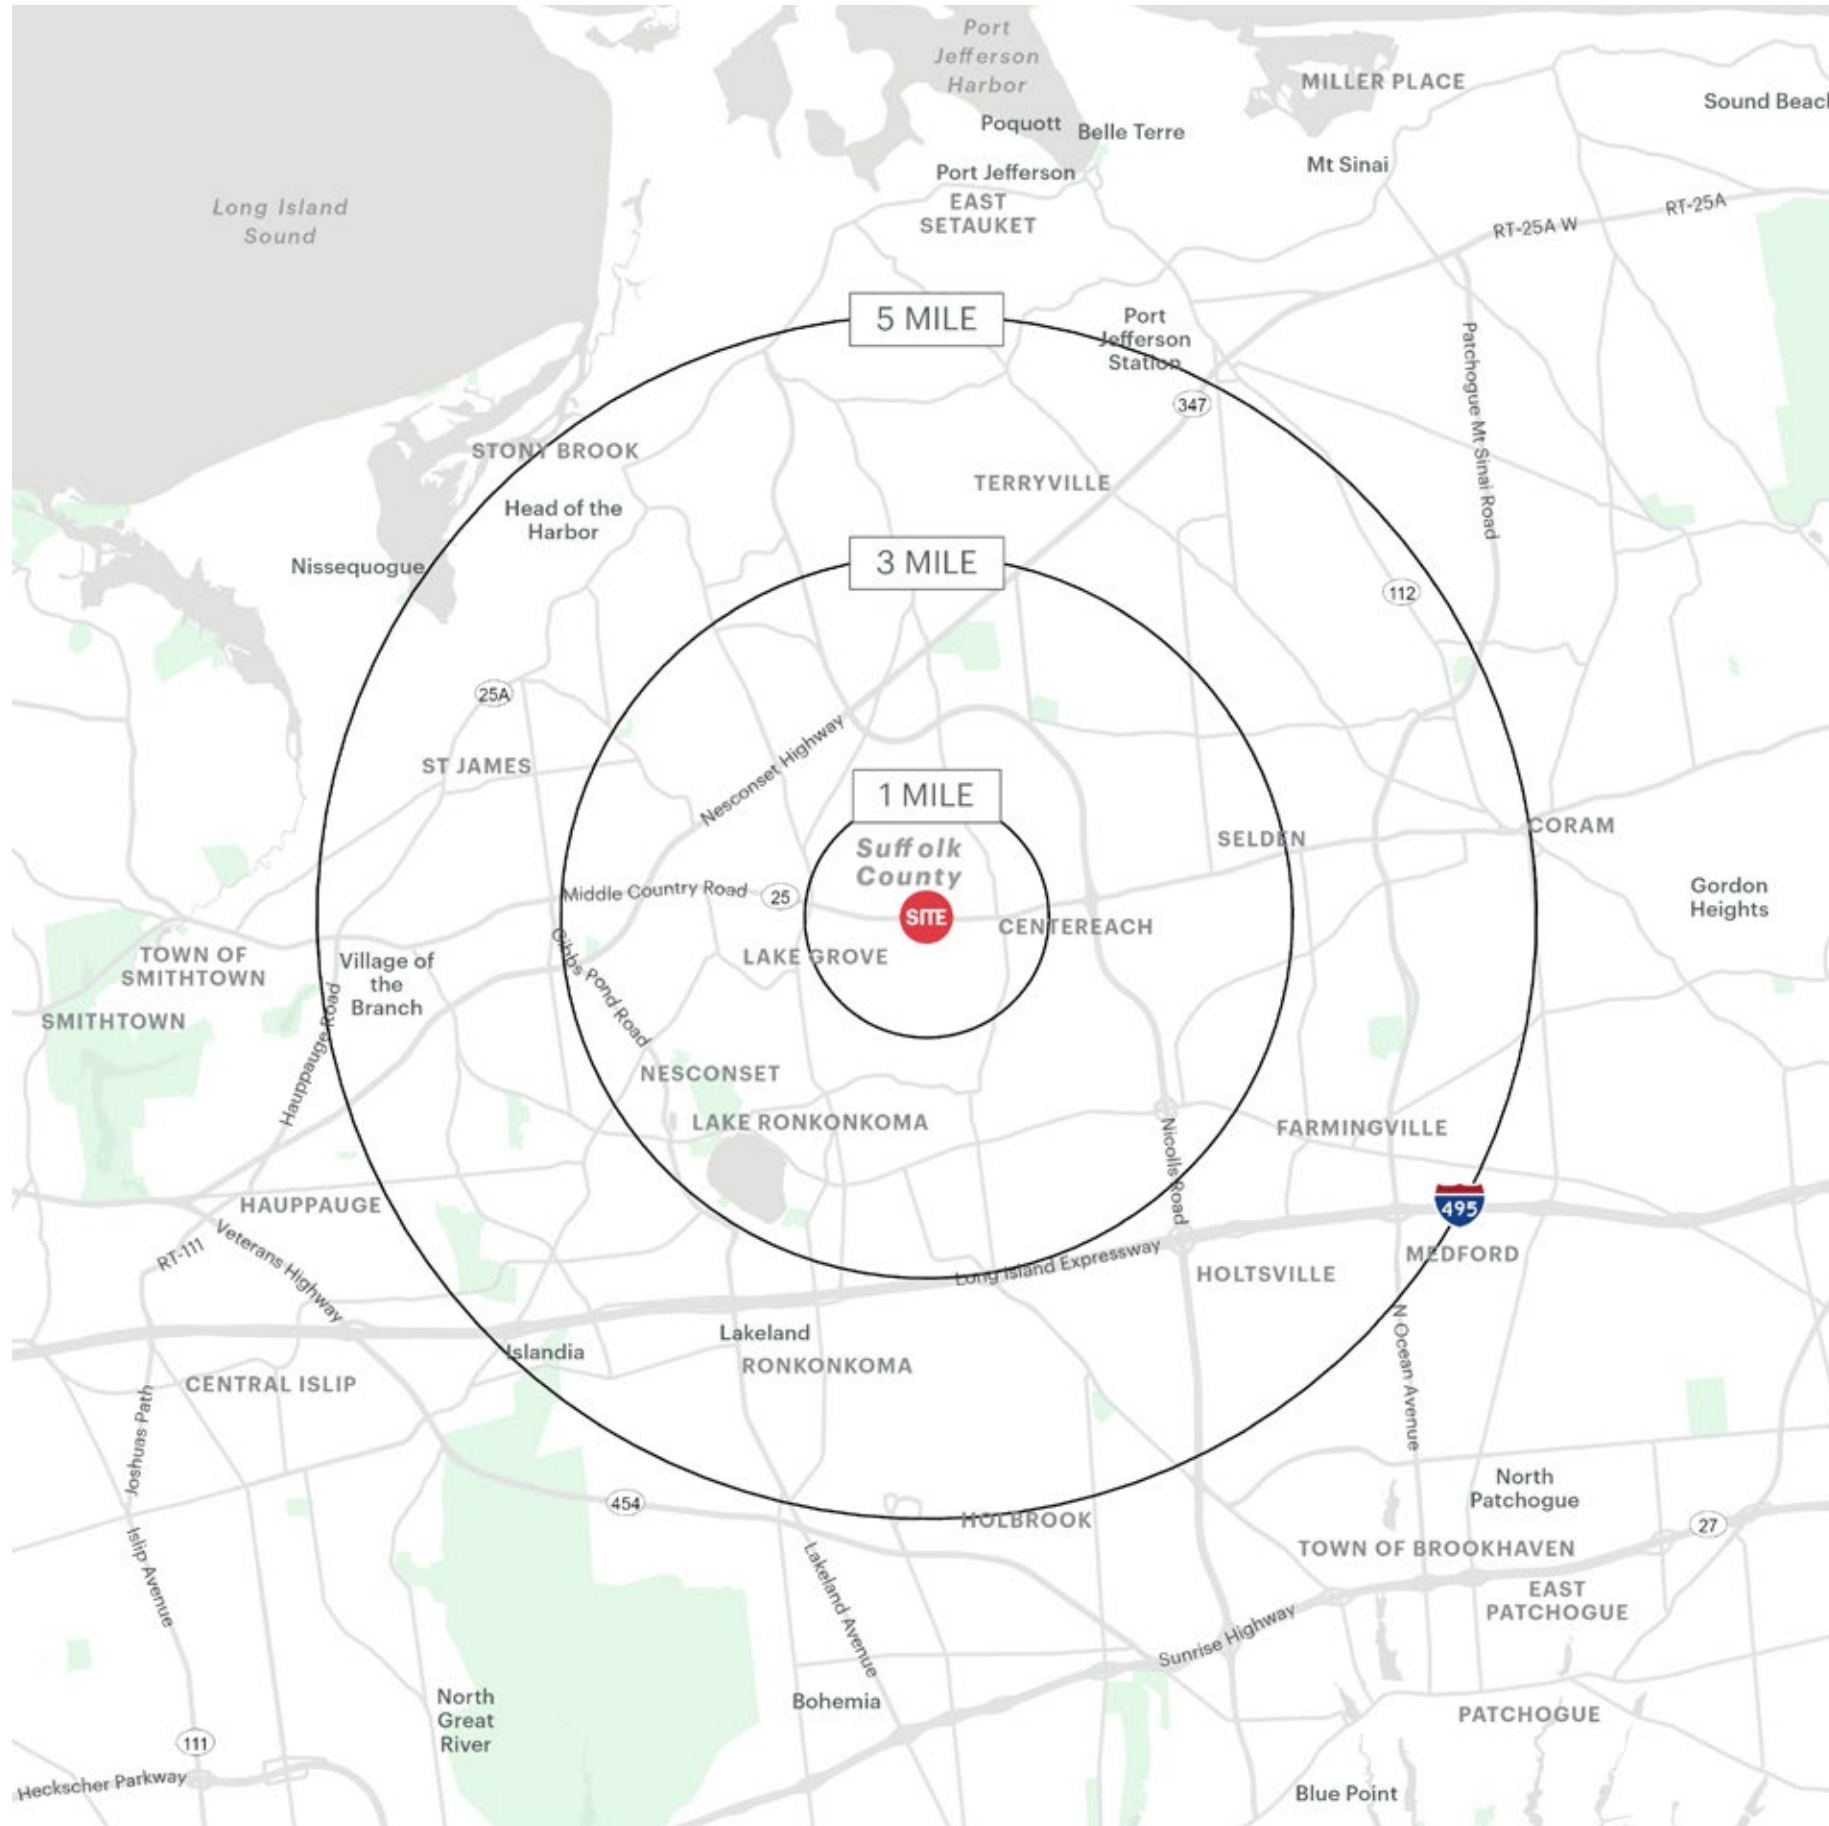 Port
Jefferson
Harbor
MILLER PLACE
Sound Beach
Poquott
Belle Terre
Mt Sinai
Port Jefferson
EAST
SETAUKET
Long Island
Sound
RT-25A W
RT-25A
5 MILE
Port
Jefferson
Station
347
Patchogue Mt Sinai Road
STONY BROOK
TERRYVILLE
Head of the
Harbor
Nissequogue
3 MILE
112
25A
Nesconset Highway
ST JAMES
1 MILE
Suffolk
County
SELDEN
CORAM
Middle Country Road
25
Gordon
Heights
SITE
CENTEREACH
TOWN OF
SMITHTOWN
Village of
the
Branch
Gibbs Pond Road
LAKE GROVE
SMITHTOWN
Hauppauge Road
NESCONSET
LAKE RONKONKOMA
FARMINGVILLE
Nicolls Road
HAUPPAUGE
495
RT-111
Veterans Highway
Long Island Expressway
HOLTSVILLE
MEDFORD
Lakeland
Islandia
RONKONKOMA
N Ocean Avenue
CENTRAL ISLIP
Joshuas Path
454
HOLBROOK
North
Patchogue
27
Islip Avenue
Lakeland Avenue
TOWN OF BROOKHAVEN
EAST
PATCHOGUE
Sunrise Highway
North
Great
River
Bohemia
PATCHOGUE
111
Heckscher Parkway
Blue Point